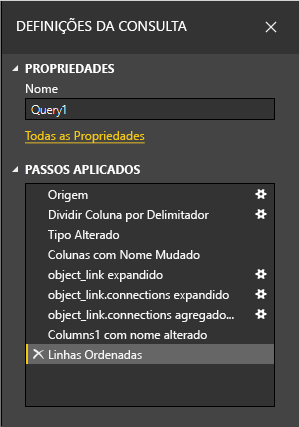 DEFINIÇÕES DA CONSULTA
PROPRIEDADES
Nome
Query1
Todas as Propriedades
PASSOS APLICADOS
Origem
Dividir Coluna por Delimitador
Tipo Alterado
Colunas com Nome Mudado
object_link expandido
object_link.connections expandido
object_link.connections agregado...
Columns1 com nome alterado
Linhas Ordenadas